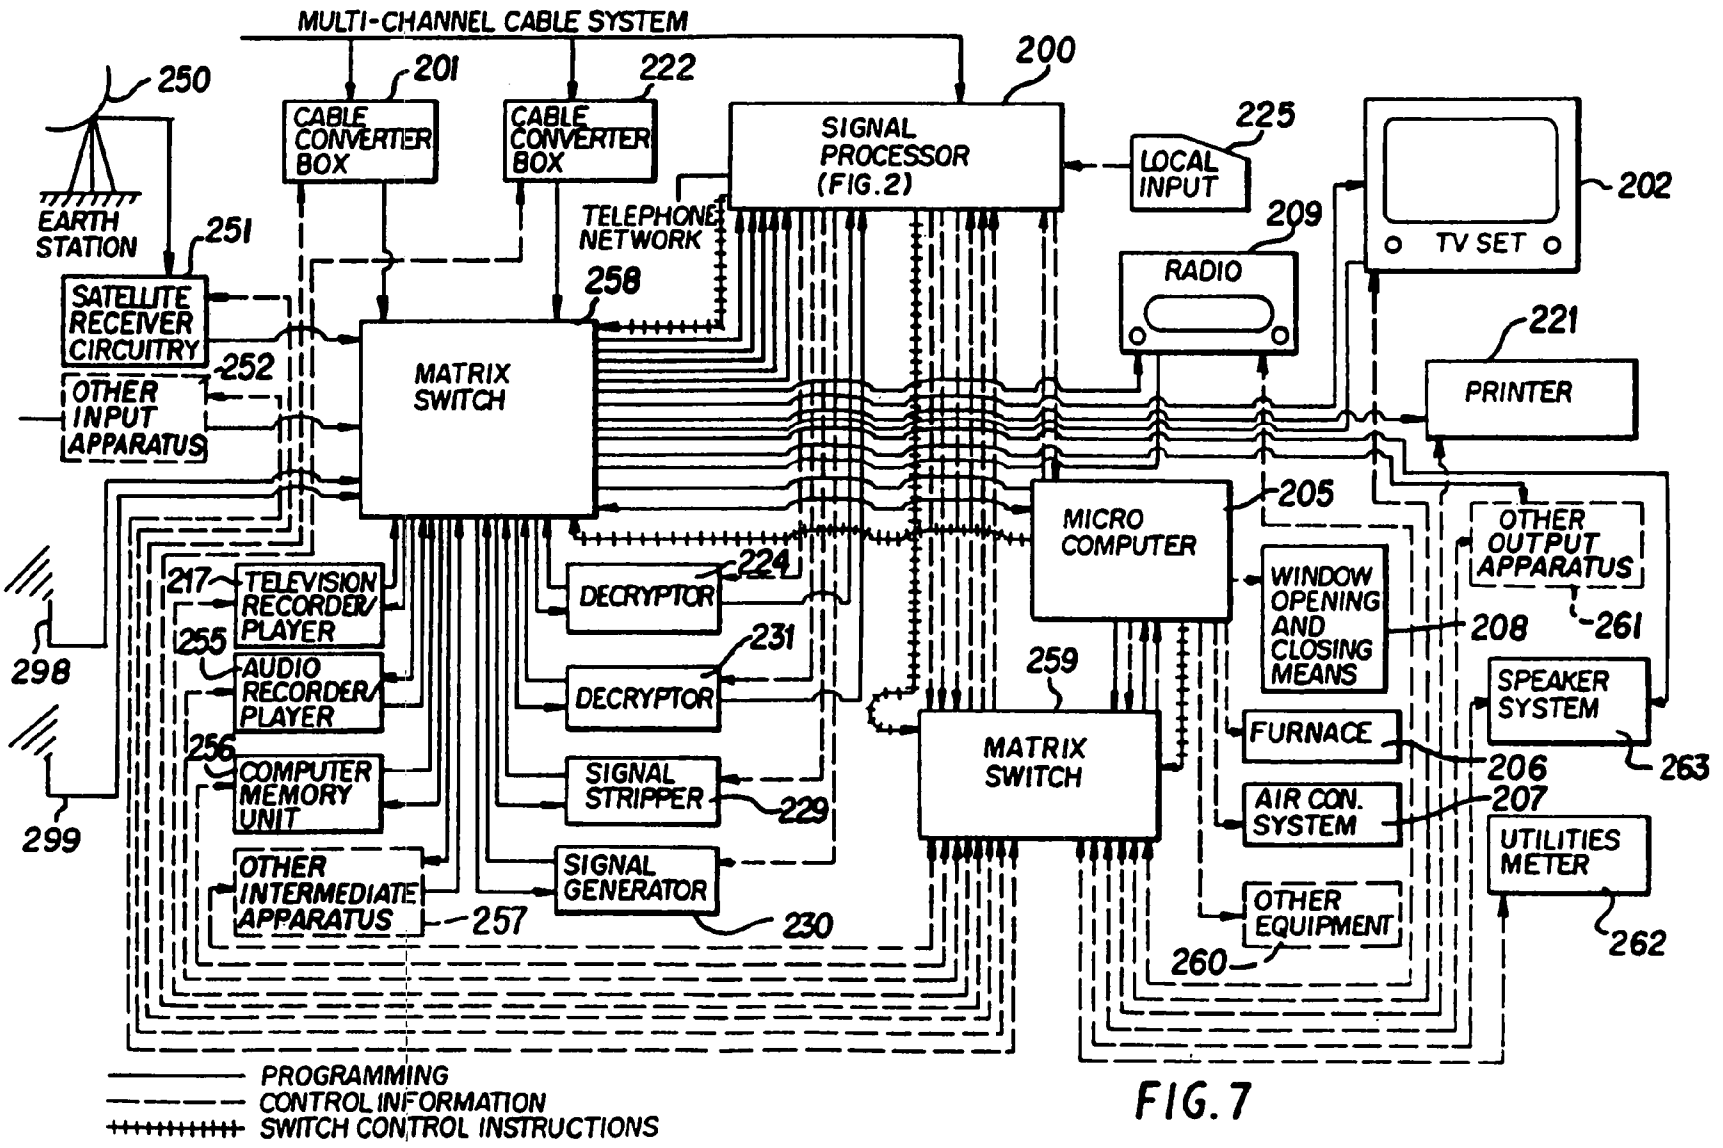 MULTI-CHANNEL CABLE SYSTEM
250
201
222
200
225
202
EARTH
STATION
CABLE
CONVERTER
BOX
CABLE
CONVERTER
BOX
SIGNAL
PROCESSOR
(FIG.2)
LOCAL
INPUT
TV SET
TELEPHONE
NETWORK
209
RADIO
251
SATELLITE
RECEIVER
CIRCUITRY
258
MATRIX
SWITCH
221
PRINTER
252
OTHER
INPUT
APPARATUS
205
MICRO
COMPUTER
OTHER
OUTPUT
APPARATUS
261
298
299
217
TELEVISION
RECORDER/
PLAYER
224
DECRYPTOR
WINDOW
OPENING
AND
CLOSING
MEANS
208
255
AUDIO
RECORDER/
PLAYER
231
DECRYPTOR
259
MATRIX
SWITCH
SPEAKER
SYSTEM
263
FURNACE
206
256
COMPUTER
MEMORY
UNIT
SIGNAL
STRIPPER
229
AIR CON.
SYSTEM
207
UTILITIES
METER
262
OTHER
INTERMEDIATE
APPARATUS
257
SIGNAL
GENERATOR
230
OTHER
EQUIPMENT
260
PROGRAMMING
CONTROL INFORMATION
SWITCH CONTROL INSTRUCTIONS
FIG. 7